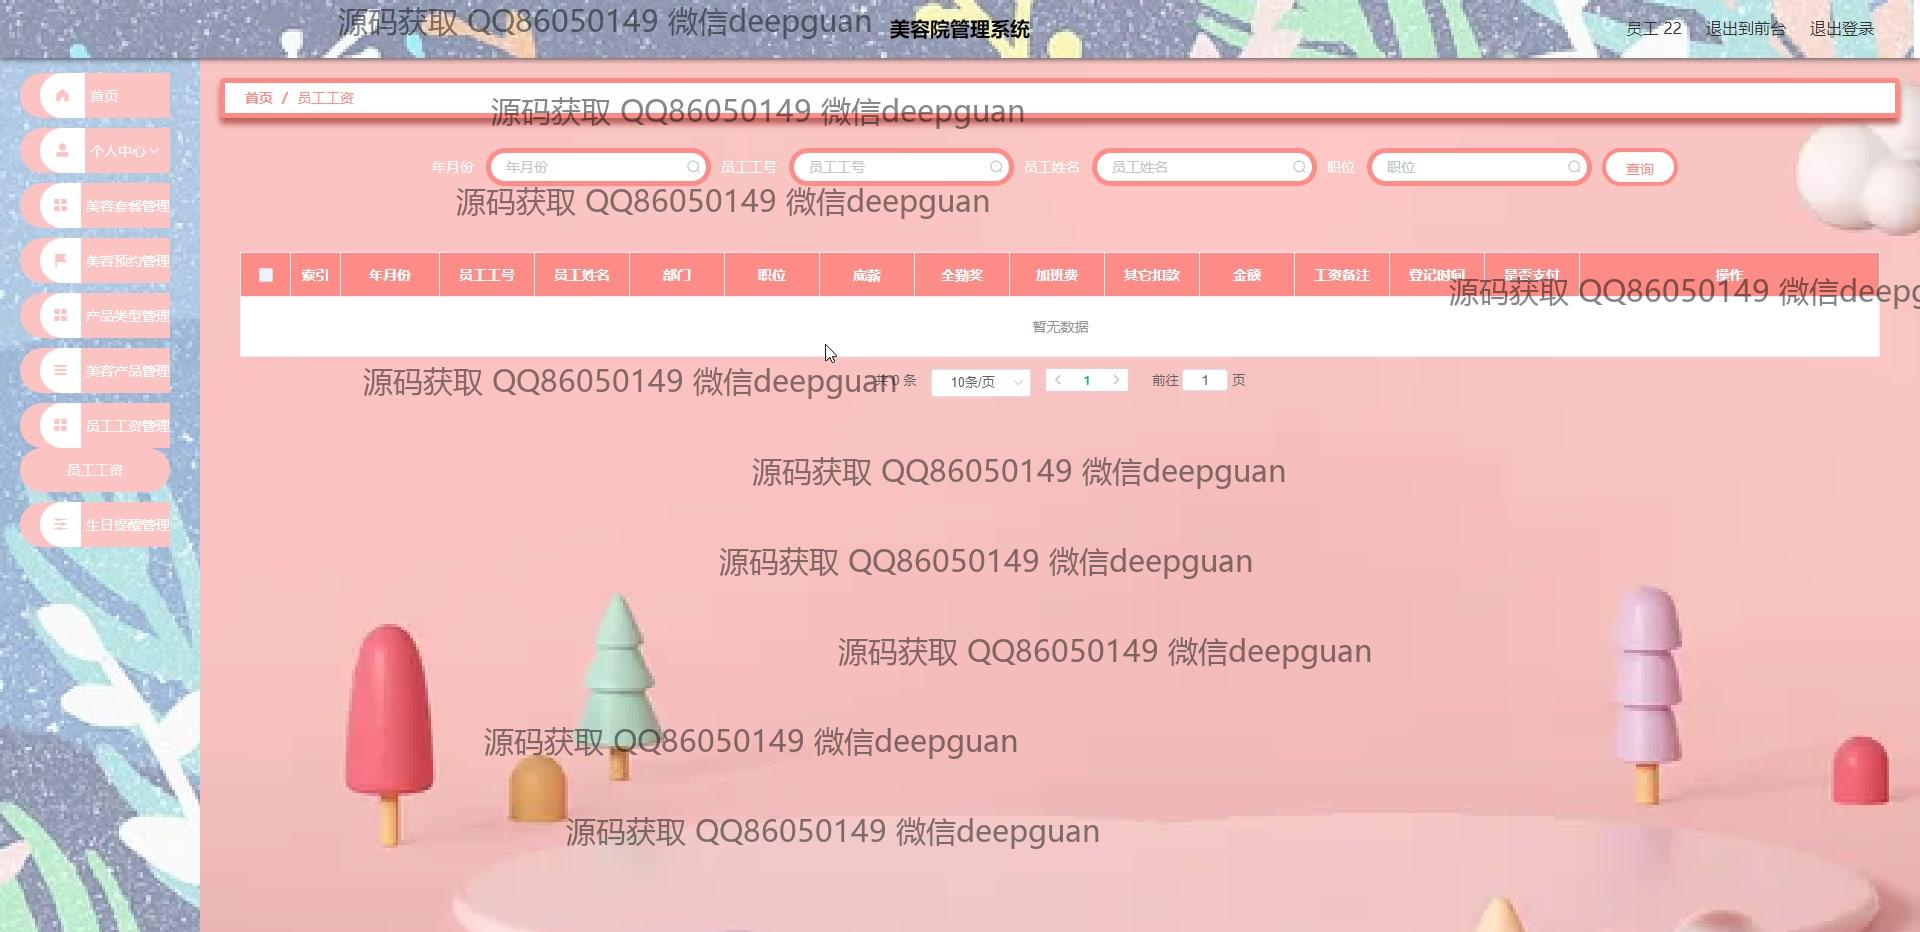 源码获取 QQ86050149 微信deepguan
美容院管理系统
员工 22 退出到前台 退出登录
首页
个人中心
美容套餐管理
美容预约管理
产品类型管理
美容产品管理
员工工资管理
员工工资
生日提醒管理
首页 / 员工工资
源码获取 QQ86050149 微信deepguan
年月份 年月份 员工工号 员工工号 员工姓名 员工姓名 职位 职位 查询
源码获取 QQ86050149 微信deepguan
索引 年月份 员工工号 员工姓名 部门 职位 底薪 全勤奖 加班费 其它扣款 金额 工资备注 登记时间 是否支付 操作
源码获取 QQ86050149 微信deepg
暂无数据
源码获取 QQ86050149 微信deepguan
共 0 条 10条/页 1 前往 1 页
源码获取 QQ86050149 微信deepguan
源码获取 QQ86050149 微信deepguan
源码获取 QQ86050149 微信deepguan
源码获取 QQ86050149 微信deepguan
源码获取 QQ86050149 微信deepguan